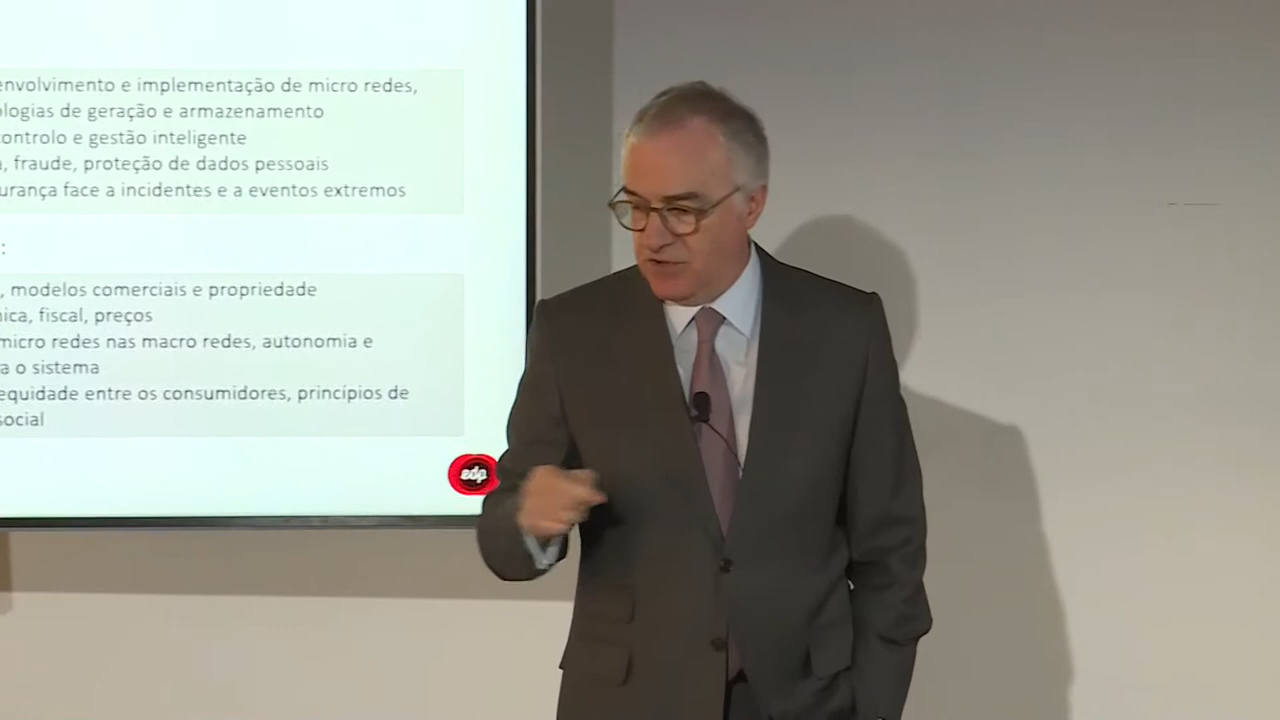 envolvimento e implementação de micro redes,
ologias de geração e armazenamento
controlo e gestão inteligente
, fraude, proteção de dados pessoais
urança face a incidentes e a eventos extremos
:
, modelos comerciais e propriedade
nica, fiscal, preços
micro redes nas macro redes, autonomia e
a o sistema
equidade entre os consumidores, princípios de
social
edp